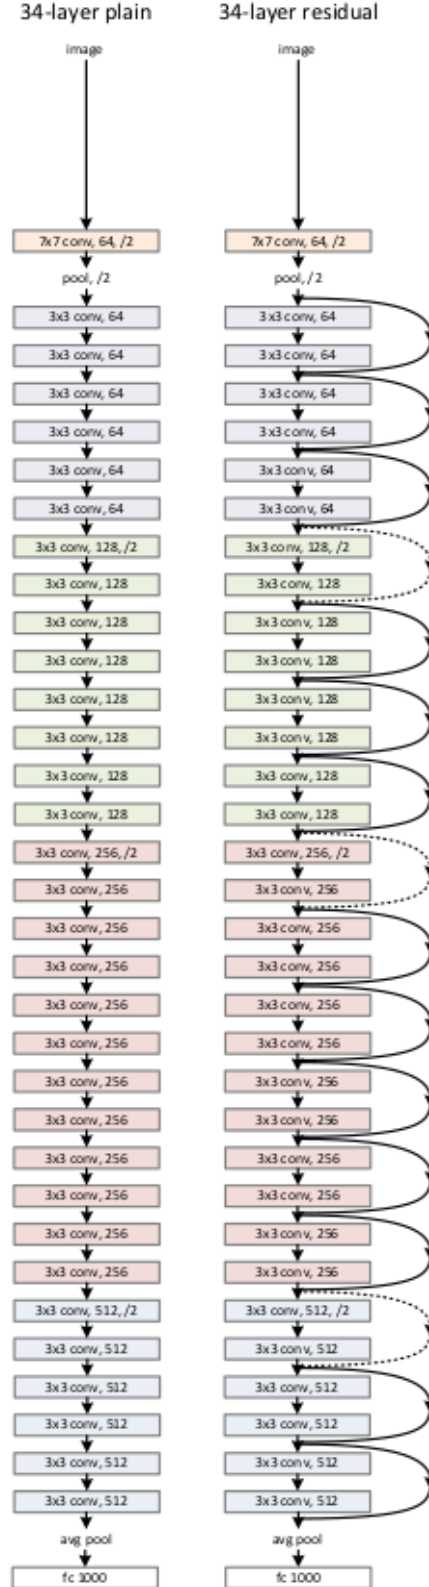 34-layer plain
image
7x7 conv, 64, /2
pool, /2
3x3 conv, 64
3x3 conv, 64
3x3 conv, 64
3x3 conv, 64
3x3 conv, 64
3x3 conv, 64
3x3 conv, 128, /2
3x3 conv, 128
3x3 conv, 128
3x3 conv, 128
3x3 conv, 128
3x3 conv, 128
3x3 conv, 128
3x3 conv, 128
3x3 conv, 256, /2
3x3 conv, 256
3x3 conv, 256
3x3 conv, 256
3x3 conv, 256
3x3 conv, 256
3x3 conv, 256
3x3 conv, 256
3x3 conv, 256
3x3 conv, 256
3x3 conv, 256
3x3 conv, 256
3x3 conv, 512, /2
3x3 conv, 512
3x3 conv, 512
3x3 conv, 512
3x3 conv, 512
3x3 conv, 512
avg pool
fc 1000
34-layer residual
image
7x7 conv, 64, /2
pool, /2
3x3 conv, 64
3x3 conv, 64
3x3 conv, 64
3x3 conv, 64
3x3 conv, 64
3x3 conv, 64
3x3 conv, 128, /2
3x3 conv, 128
3x3 conv, 128
3x3 conv, 128
3x3 conv, 128
3x3 conv, 128
3x3 conv, 128
3x3 conv, 128
3x3 conv, 256, /2
3x3 conv, 256
3x3 conv, 256
3x3 conv, 256
3x3 conv, 256
3x3 conv, 256
3x3 conv, 256
3x3 conv, 256
3x3 conv, 256
3x3 conv, 256
3x3 conv, 256
3x3 conv, 256
3x3 conv, 512, /2
3x3 conv, 512
3x3 conv, 512
3x3 conv, 512
3x3 conv, 512
3x3 conv, 512
avg pool
fc 1000